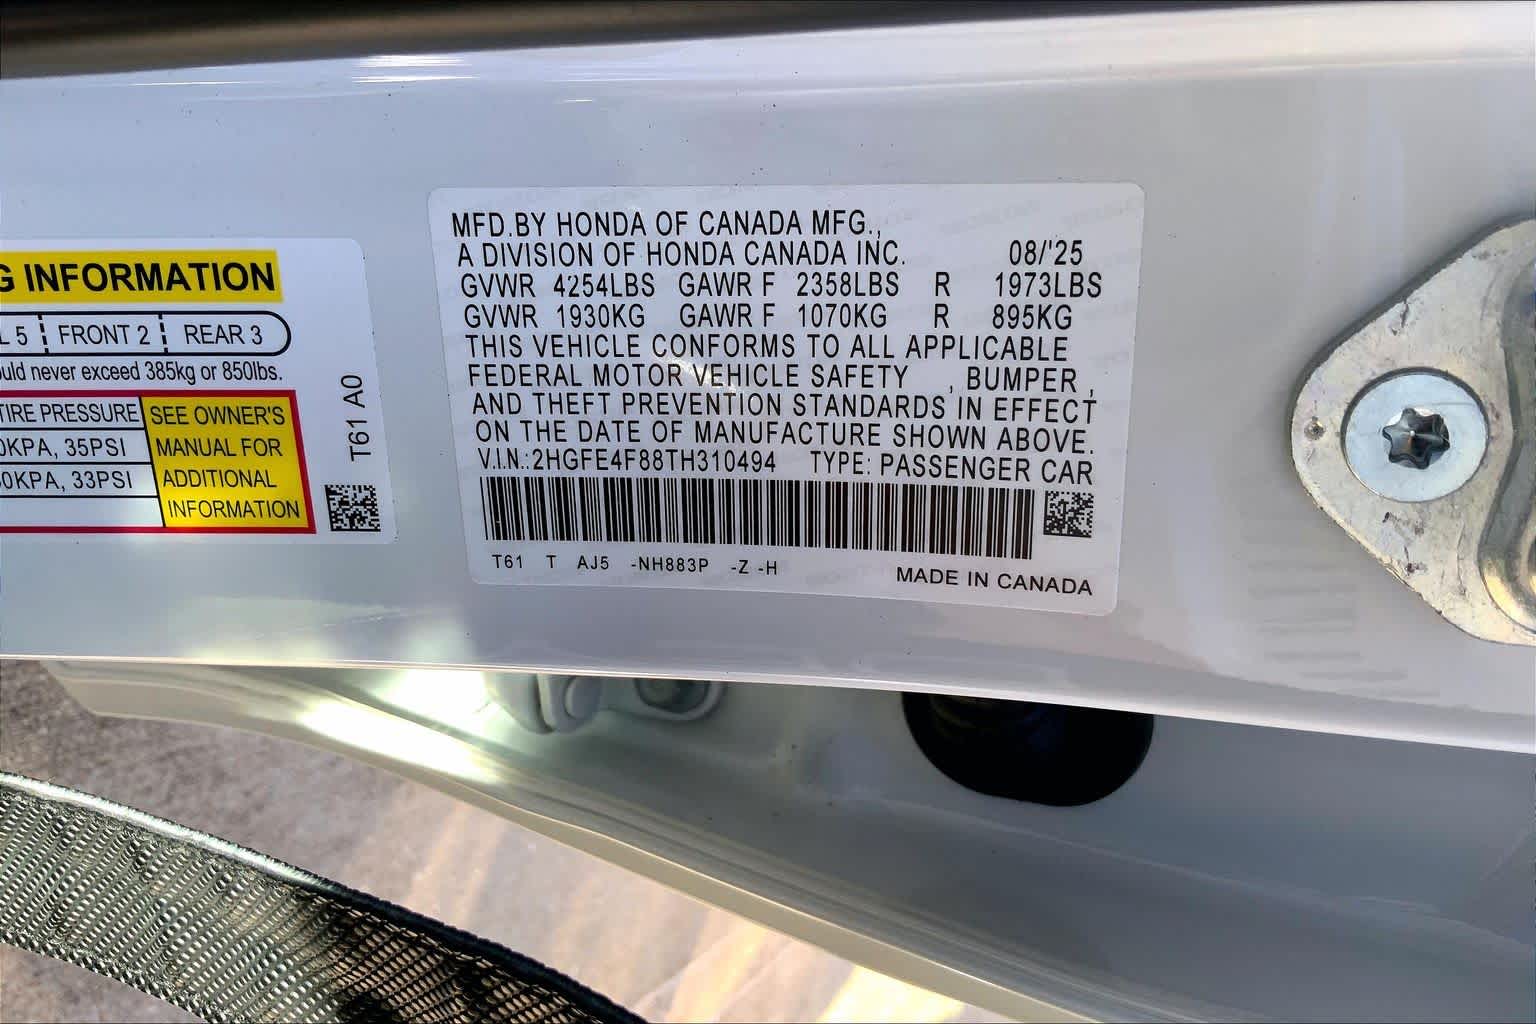 G INFORMATION
L 5 FRONT 2 REAR 3
uld never exceed 385kg or 850lbs.
TIRE PRESSURE
0KPA, 35PSI
0KPA, 33PSI
SEE OWNER'S
MANUAL FOR
ADDITIONAL
INFORMATION
T61 A0
MFD.BY HONDA OF CANADA MFG.,
A DIVISION OF HONDA CANADA INC. 08/'25
GVWR 4254LBS GAWR F 2358LBS R 1973LBS
GVWR 1930KG GAWR F 1070KG R 895KG
THIS VEHICLE CONFORMS TO ALL APPLICABLE
FEDERAL MOTOR VEHICLE SAFETY , BUMPER ,
AND THEFT PREVENTION STANDARDS IN EFFECT
ON THE DATE OF MANUFACTURE SHOWN ABOVE.
V.I.N.:2HGFE4F88TH310494 TYPE: PASSENGER CAR
T61 T AJ5 -NH883P -Z -H
MADE IN CANADA